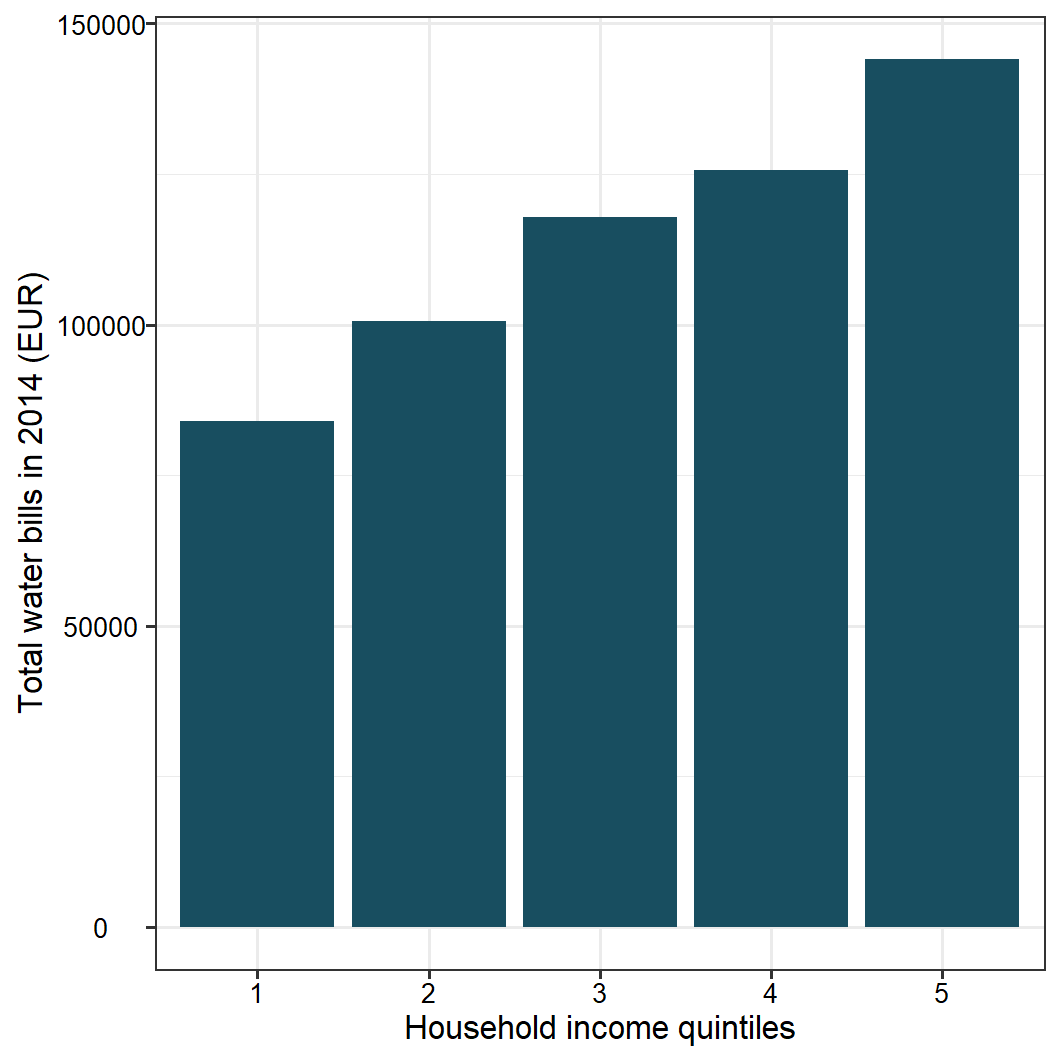 Total water bills in 2014 (EUR)
150000
100000
50000
0
1 2 3 4 5
Household income quintiles